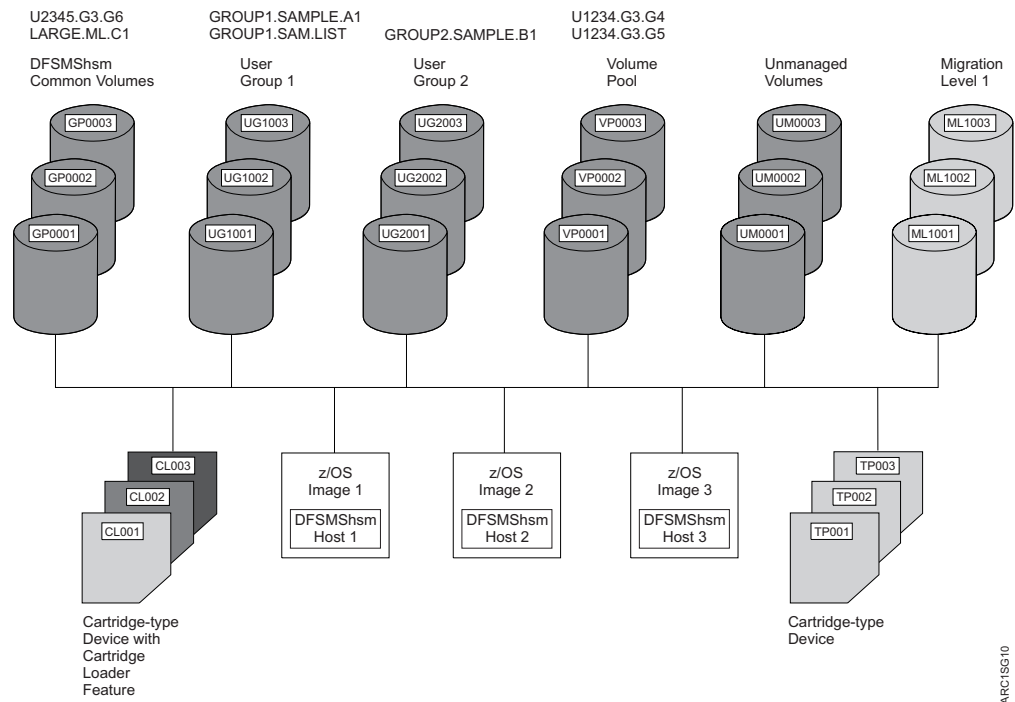 U2345.G3.G6
LARGE.ML.C1
GROUP1.SAMPLE.A1
GROUP1.SAM.LIST
GROUP2.SAMPLE.B1
U1234.G3.G4
U1234.G3.G5
DFSMShsm
Common Volumes
User
Group 1
User
Group 2
Volume
Pool
Unmanaged
Volumes
Migration
Level 1
GP0003
UG1003
UG2003
VP0003
UM0003
ML1003
GP0002
UG1002
UG2002
VP0002
UM0002
ML1002
GP0001
UG1001
UG2001
VP0001
UM0001
ML1001
CL003
CL002
CL001
z/OS
Image 1
DFSMShsm
Host 1
z/OS
Image 2
DFSMShsm
Host 2
z/OS
Image 3
DFSMShsm
Host 3
TP003
TP002
TP001
Cartridge-type
Device with
Cartridge
Loader
Feature
Cartridge-type
Device
ARC1SG10